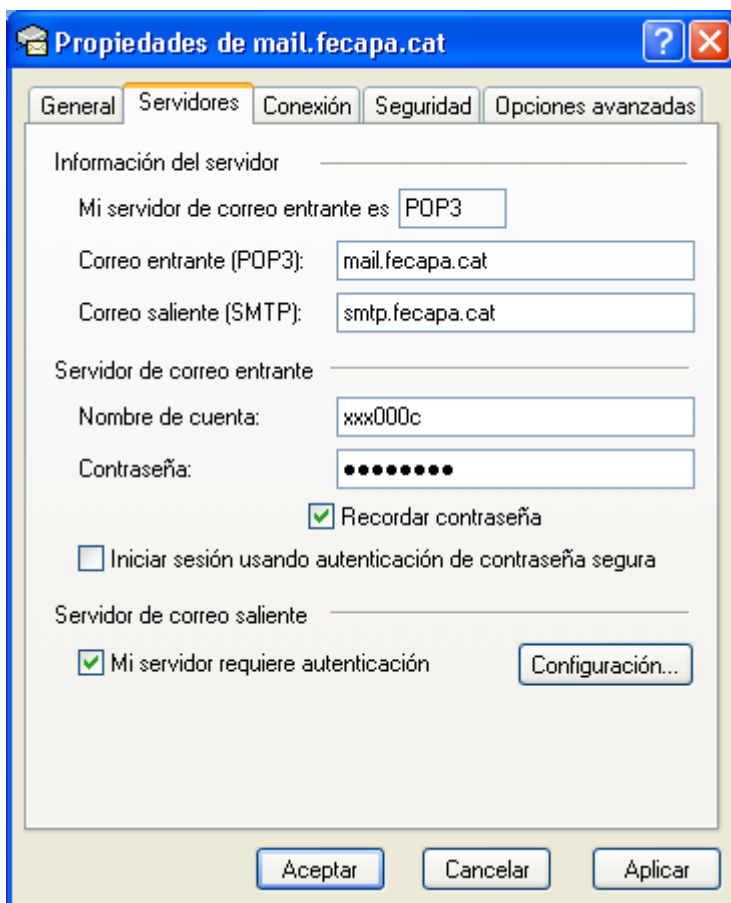 Propiedades de mail.fecapa.cat
General Servidores Conexión Seguridad Opciones avanzadas
Información del servidor
Mi servidor de correo entrante es POP3
Correo entrante (POP3): mail.fecapa.cat
Correo saliente (SMTP): smtp.fecapa.cat
Servidor de correo entrante
Nombre de cuenta: xxx000c
Contraseña: ●●●●●●●●
Recordar contraseña
Iniciar sesión usando autenticación de contraseña segura
Servidor de correo saliente
Mi servidor requiere autenticación Configuración...
Aceptar Cancelar Aplicar